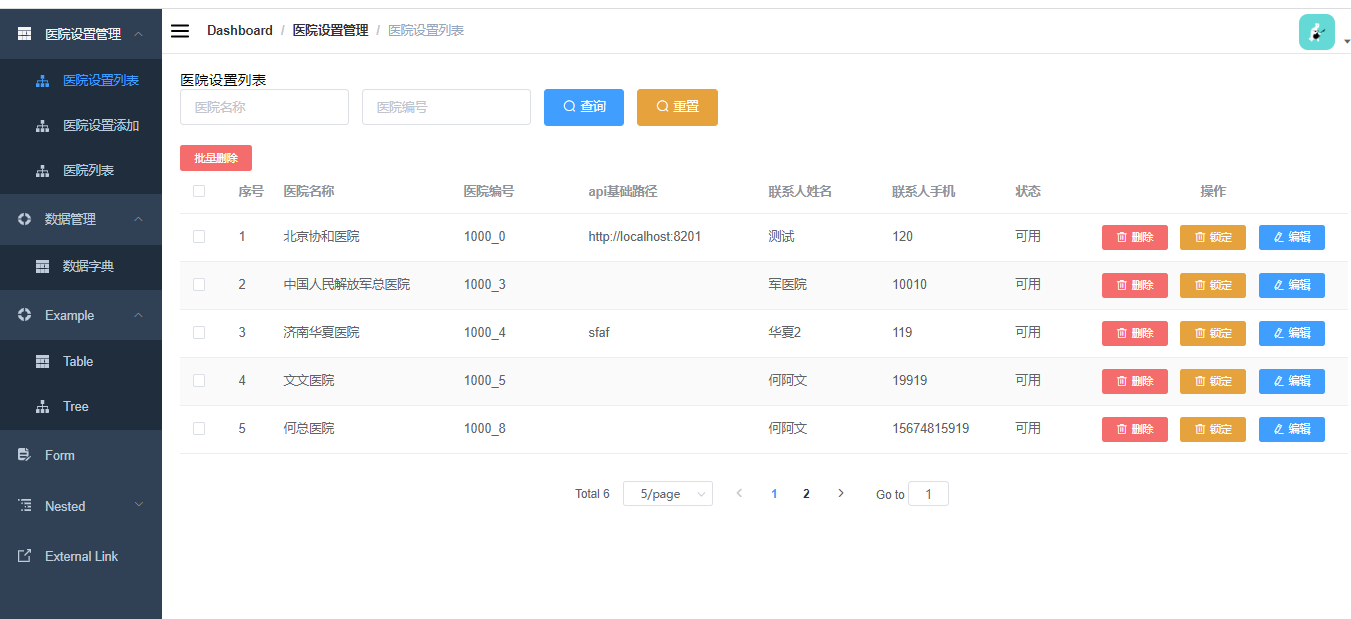 医院设置管理
医院设置列表
医院设置添加
医院列表
数据管理
数据字典
Example
Table
Tree
Form
Nested
External Link
Dashboard / 医院设置管理 / 医院设置列表
医院设置列表
医院名称 医院编号 查询 重置
批量删除
序号 医院名称 医院编号 api基础路径 联系人姓名 联系人手机 状态 操作
1 北京协和医院 1000_0 http://localhost:8201 测试 120 可用 删除 锁定 编辑
2 中国人民解放军总医院 1000_3 军医院 10010 可用 删除 锁定 编辑
3 济南华夏医院 1000_4 sfaf 华夏2 119 可用 删除 锁定 编辑
4 文文医院 1000_5 何阿文 19919 可用 删除 锁定 编辑
5 何总医院 1000_8 何阿文 15674815919 可用 删除 锁定 编辑
Total 6 5/page 1 2 Go to 1